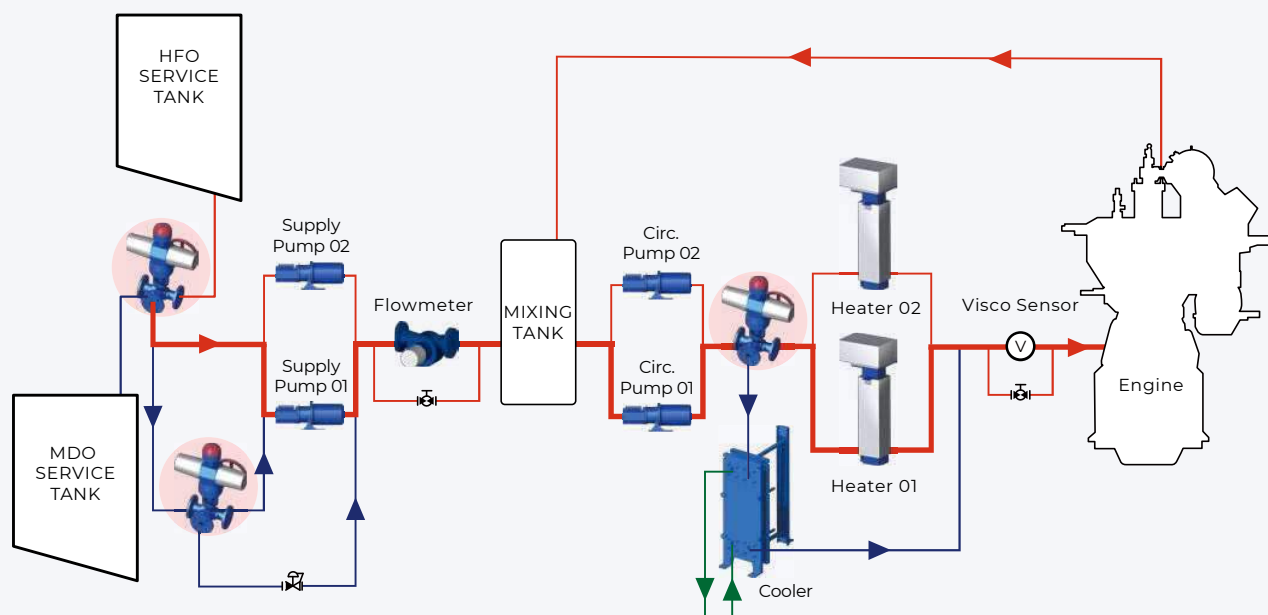 HFO
SERVICE
TANK
MDO
SERVICE
TANK
Supply
Pump 02
Supply
Pump 01
Flowmeter
MIXING
TANK
Circ.
Pump 02
Circ.
Pump 01
Heater 02
Heater 01
Cooler
Visco Sensor
V
Engine